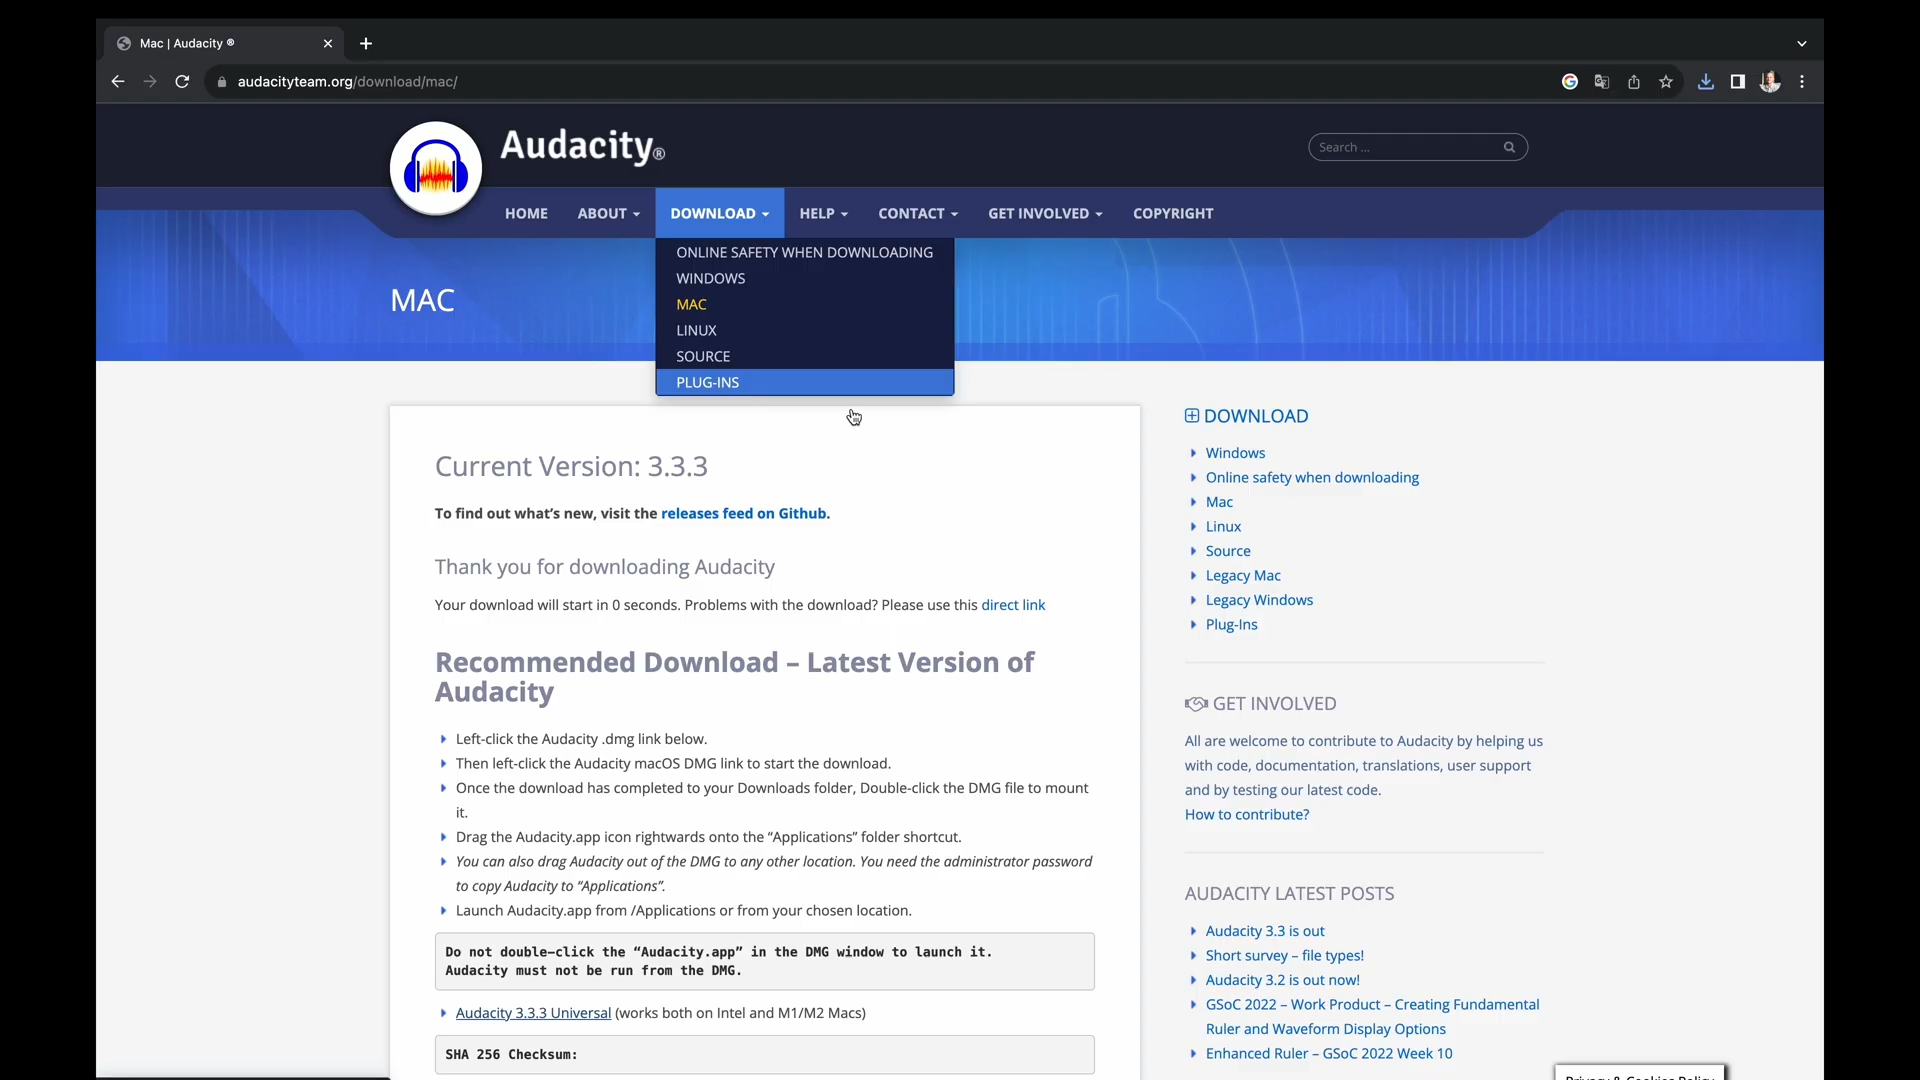 Mac | Audacity ®
audacityteam.org/download/mac/
Audacity®
Search ...
HOME
ABOUT
DOWNLOAD
HELP
CONTACT
GET INVOLVED
COPYRIGHT
ONLINE SAFETY WHEN DOWNLOADING
WINDOWS
MAC
LINUX
SOURCE
PLUG-INS
MAC
Current Version: 3.3.3
To find out what’s new, visit the releases feed on Github.
Thank you for downloading Audacity
Your download will start in 0 seconds. Problems with the download? Please use this direct link
Recommended Download – Latest Version of
Audacity
Left-click the Audacity .dmg link below.
Then left-click the Audacity macOS DMG link to start the download.
Once the download has completed to your Downloads folder, Double-click the DMG file to mount
it.
Drag the Audacity.app icon rightwards onto the “Applications” folder shortcut.
You can also drag Audacity out of the DMG to any other location. You need the administrator password
to copy Audacity to “Applications”.
Launch Audacity.app from /Applications or from your chosen location.
Do not double–click the “Audacity.app” in the DMG window to launch it.
Audacity must not be run from the DMG.
Audacity 3.3.3 Universal (works both on Intel and M1/M2 Macs)
SHA 256 Checksum:
DOWNLOAD
Windows
Online safety when downloading
Mac
Linux
Source
Legacy Mac
Legacy Windows
Plug-Ins
GET INVOLVED
All are welcome to contribute to Audacity by helping us
with code, documentation, translations, user support
and by testing our latest code.
How to contribute?
AUDACITY LATEST POSTS
Audacity 3.3 is out
Short survey – file types!
Audacity 3.2 is out now!
GSoC 2022 – Work Product – Creating Fundamental
Ruler and Waveform Display Options
Enhanced Ruler – GSoC 2022 Week 10
Privacy & Cookies Policy